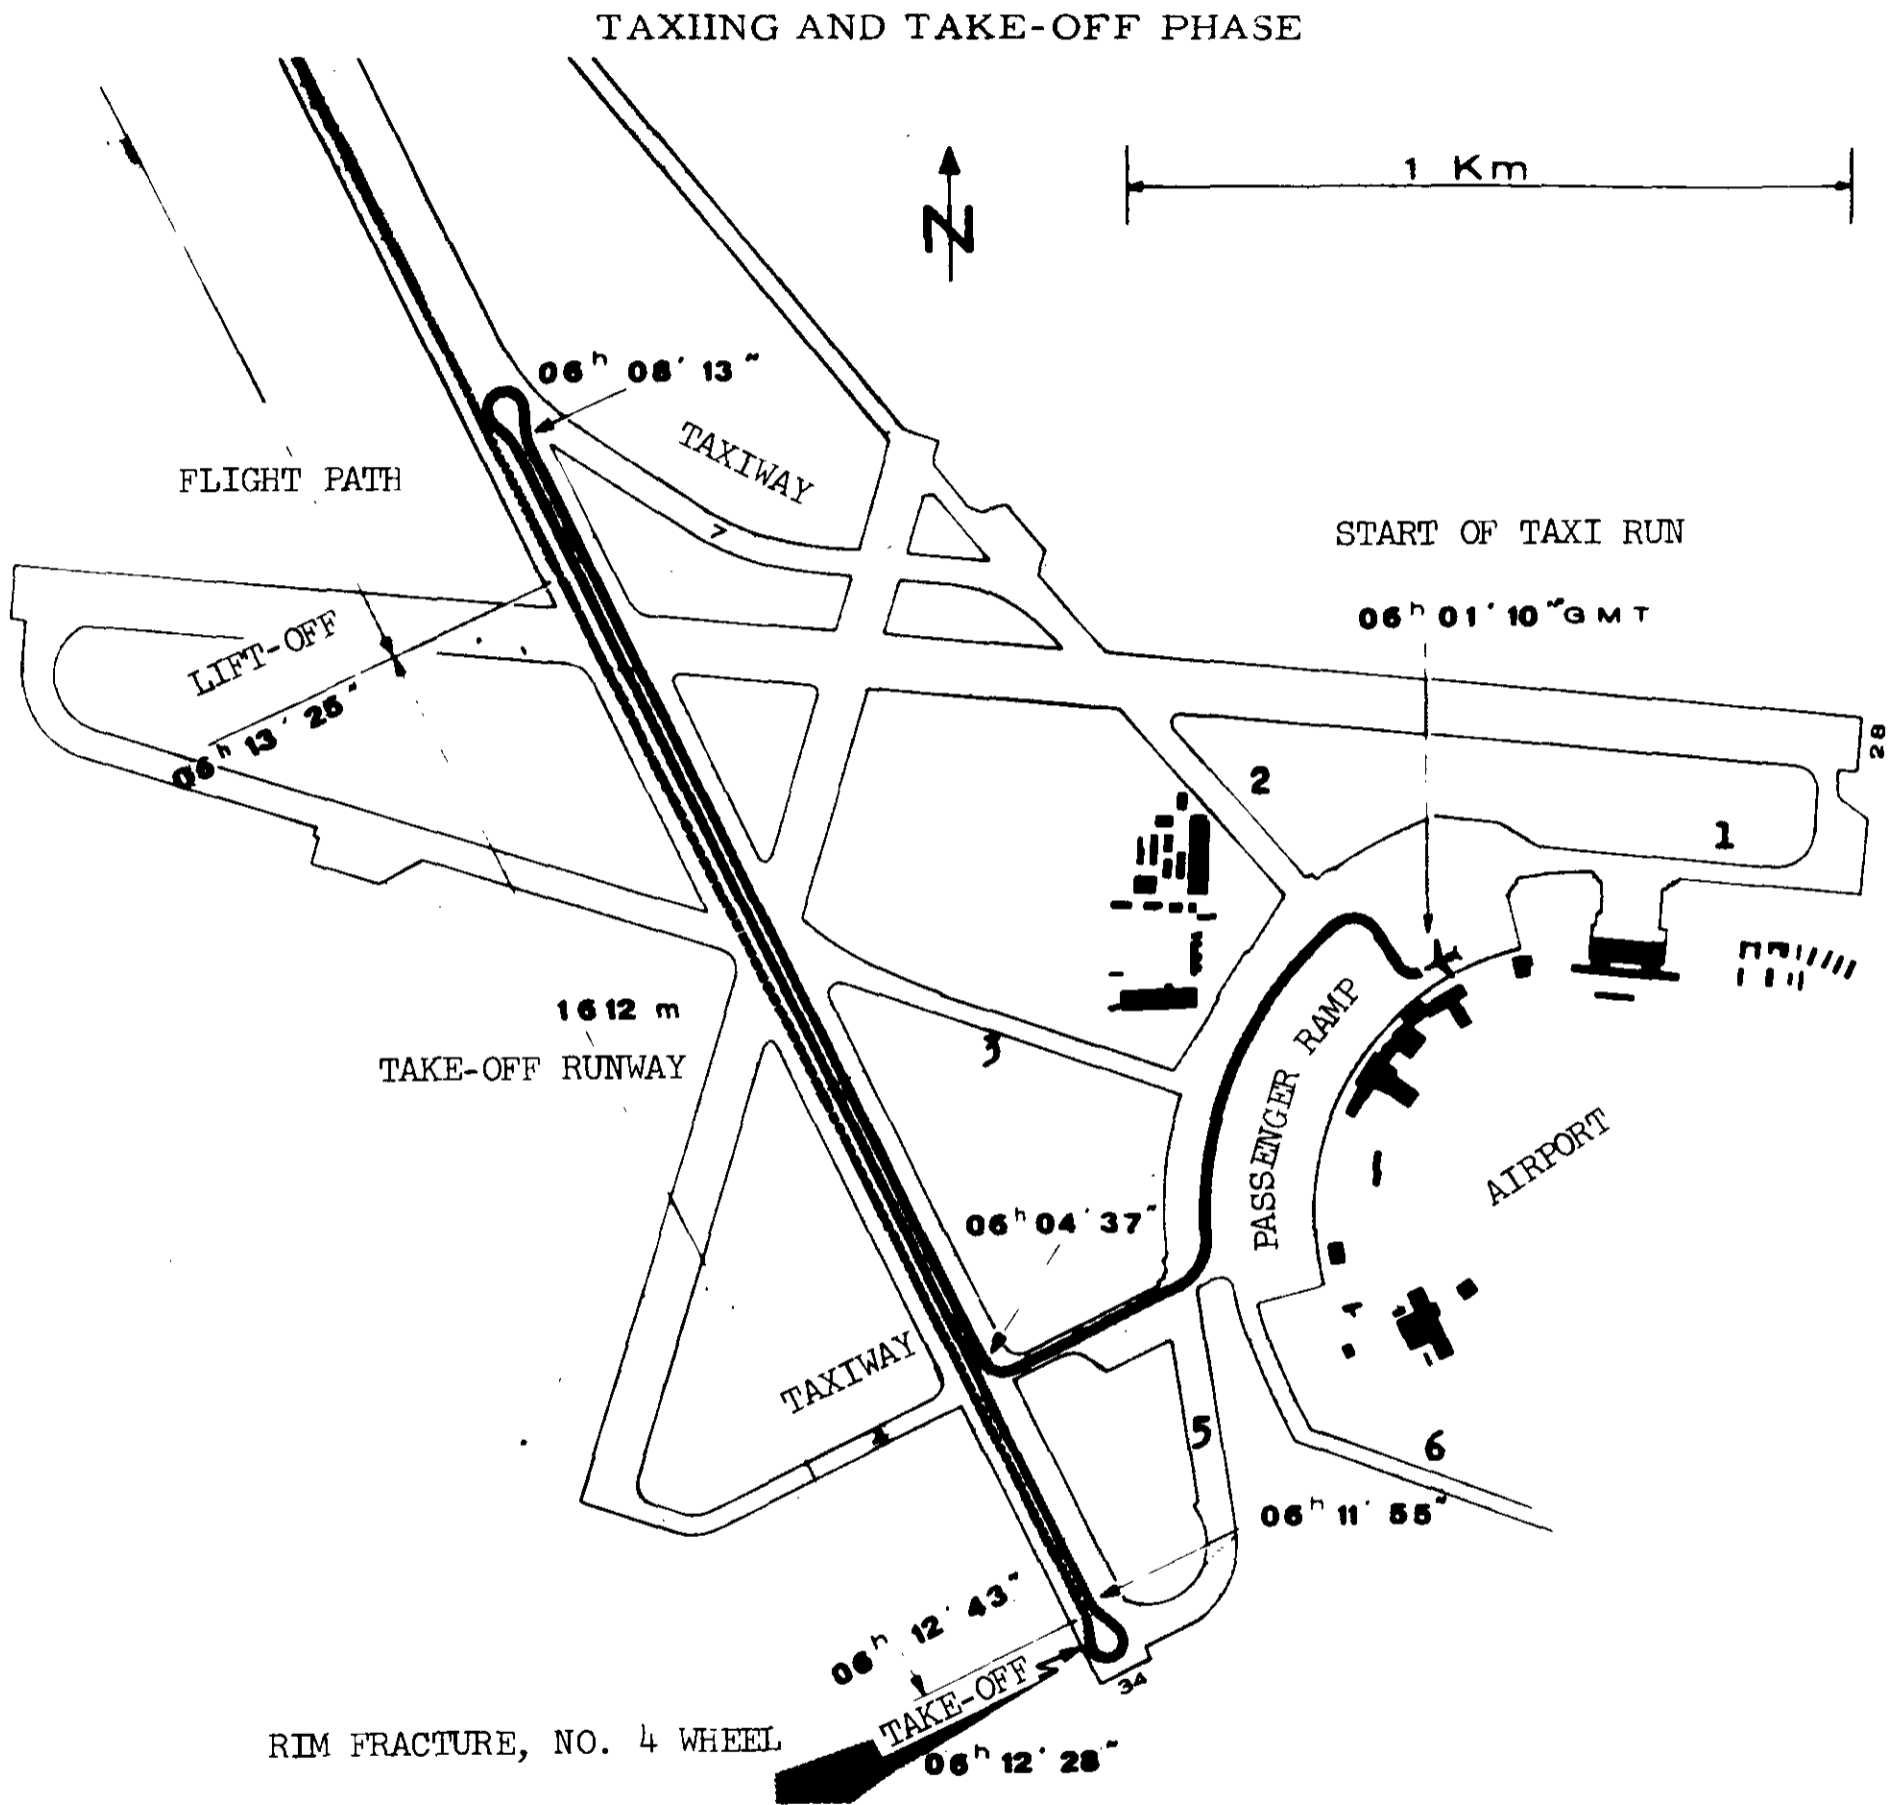 TAXIING AND TAKE-OFF PHASE
1 Km
N
06ʰ 08' 13"
TAXIWAY
FLIGHT PATH
7
START OF TAXI RUN
06ʰ 01' 10" GMT
LIFT-OFF
06ʰ 13' 26"
28
2
1
1612 m
TAKE-OFF RUNWAY
3
PASSENGER RAMP
AIRPORT
06ʰ 04' 37"
TAXIWAY
4
5
6
06ʰ 11' 55"
06ʰ 12' 43"
TAKE-OFF
34
RIM FRACTURE, NO. 4 WHEEL
06ʰ 12' 28"